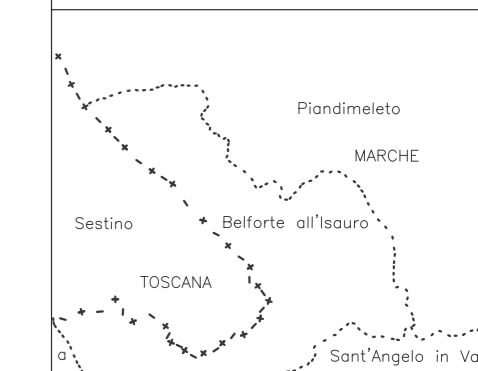 Piandimeleto
MARCHE
Sestino
Belforte all'Isauro
TOSCANA
a
Sant'Angelo in Va